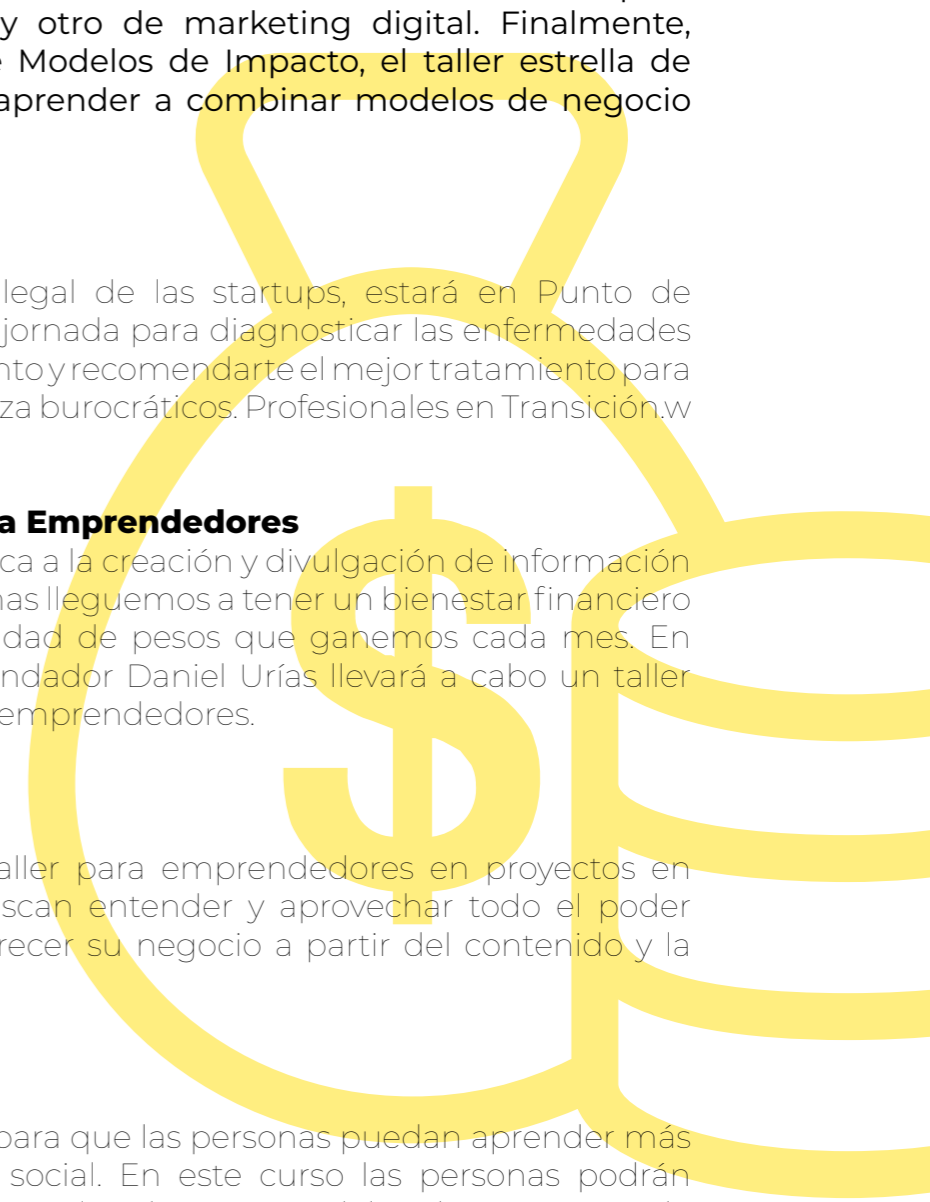 y otro de marketing digital. Finalmente,
Modelos de Impacto, el taller estrella de
aprender a combinar modelos de negocio
legal de las startups, estará en Punto de
jornada para diagnosticar las enfermedades
nto y recomendarte el mejor tratamiento para
za burocráticos. Profesionales en Transición.w
a Emprendedores
ca a la creación y divulgación de información
nas lleguemos a tener un bienestar financiero
dad de pesos que ganemos cada mes. En
ndador Daniel Urías llevará a cabo un taller
emprendedores.
aller para emprendedores en proyectos en
scan entender y aprovechar todo el poder
recer su negocio a partir del contenido y la
para que las personas puedan aprender más
social. En este curso las personas podrán
$